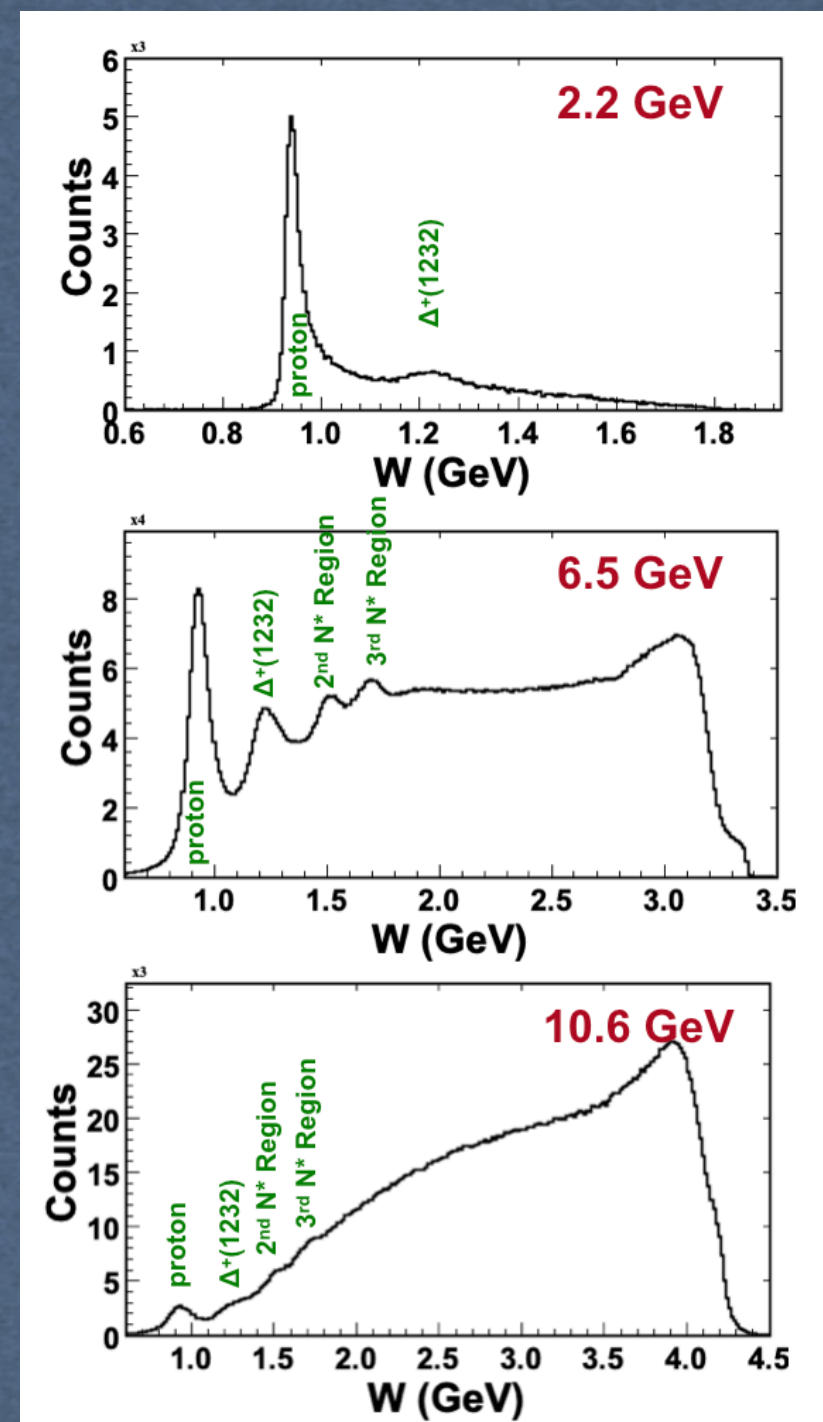 x3
6
5
4
3
2
1
0
Counts
2.2 GeV
proton
Δ⁺(1232)
0.6 0.8 1.0 1.2 1.4 1.6 1.8
W (GeV)
x4
8
6
4
2
0
Counts
6.5 GeV
proton
Δ⁺(1232)
2ⁿᵈ N* Region
3ʳᵈ N* Region
1.0 1.5 2.0 2.5 3.0 3.5
W (GeV)
x3
30
25
20
15
10
5
0
Counts
10.6 GeV
proton
Δ⁺(1232)
2ⁿᵈ N* Region
3ʳᵈ N* Region
1.0 1.5 2.0 2.5 3.0 3.5 4.0 4.5
W (GeV)